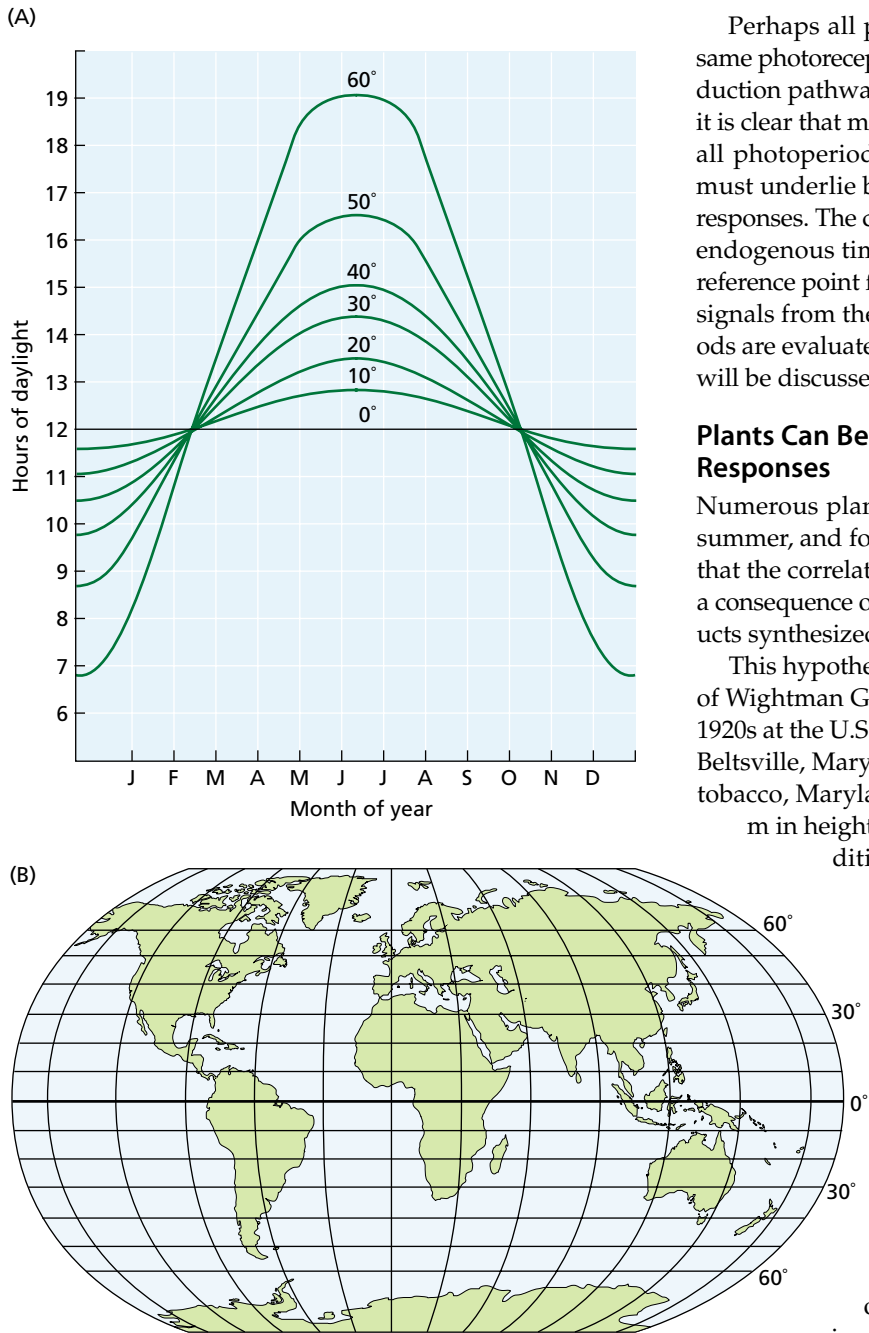 (A)
60°
50°
40°
30°
20°
10°
0°
19
18
17
16
15
14
13
12
11
10
9
8
7
6
Hours of daylight
J F M A M J J A S O N D
Month of year
(B)
60°
30°
0°
30°
60°
Perhaps all p
same photorecep
duction pathwa
it is clear that m
all photoperiod
must underlie b
responses. The c
endogenous tim
reference point f
signals from the
ods are evaluate
will be discusse
Plants Can Be
Responses
Numerous plan
summer, and fo
that the correlat
a consequence o
ucts synthesized
This hypothe
of Wightman G
1920s at the U.S
Beltsville, Mary
tobacco, Maryla
m in height
diti